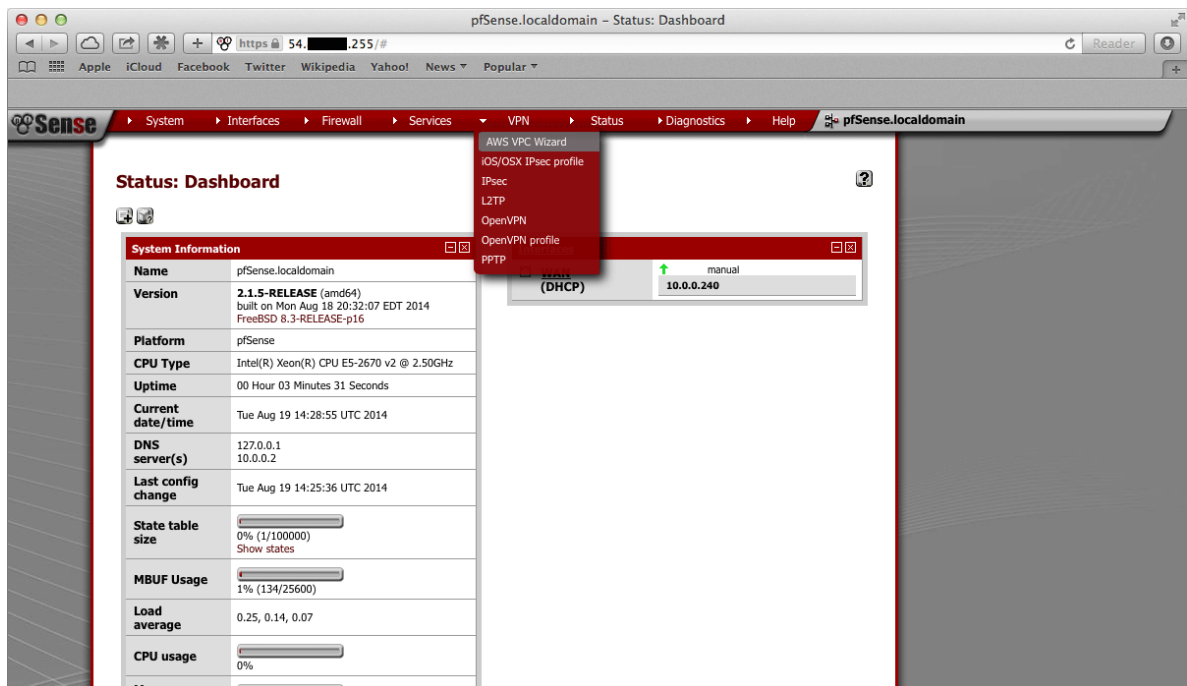 pfSense.localdomain – Status: Dashboard
https 54. .255/#
Reader
Apple iCloud Facebook Twitter Wikipedia Yahoo! News Popular
Sense
System Interfaces Firewall Services VPN Status Diagnostics Help pfSense.localdomain
AWS VPC Wizard
iOS/OSX IPsec profile
IPsec
L2TP
OpenVPN
OpenVPN profile
PPTP
Status: Dashboard
System Information
Name pfSense.localdomain
Version 2.1.5-RELEASE (amd64)
built on Mon Aug 18 20:32:07 EDT 2014
FreeBSD 8.3-RELEASE-p16
Platform pfSense
CPU Type Intel(R) Xeon(R) CPU E5-2670 v2 @ 2.50GHz
Uptime 00 Hour 03 Minutes 31 Seconds
Current
date/time
Tue Aug 19 14:28:55 UTC 2014
DNS
server(s)
127.0.0.1
10.0.0.2
Last config
change
Tue Aug 19 14:25:36 UTC 2014
State table
size
0% (1/100000)
Show states
MBUF Usage
1% (134/25600)
Load
average
0.25, 0.14, 0.07
CPU usage
0%
WAN
(DHCP)
manual
10.0.0.240